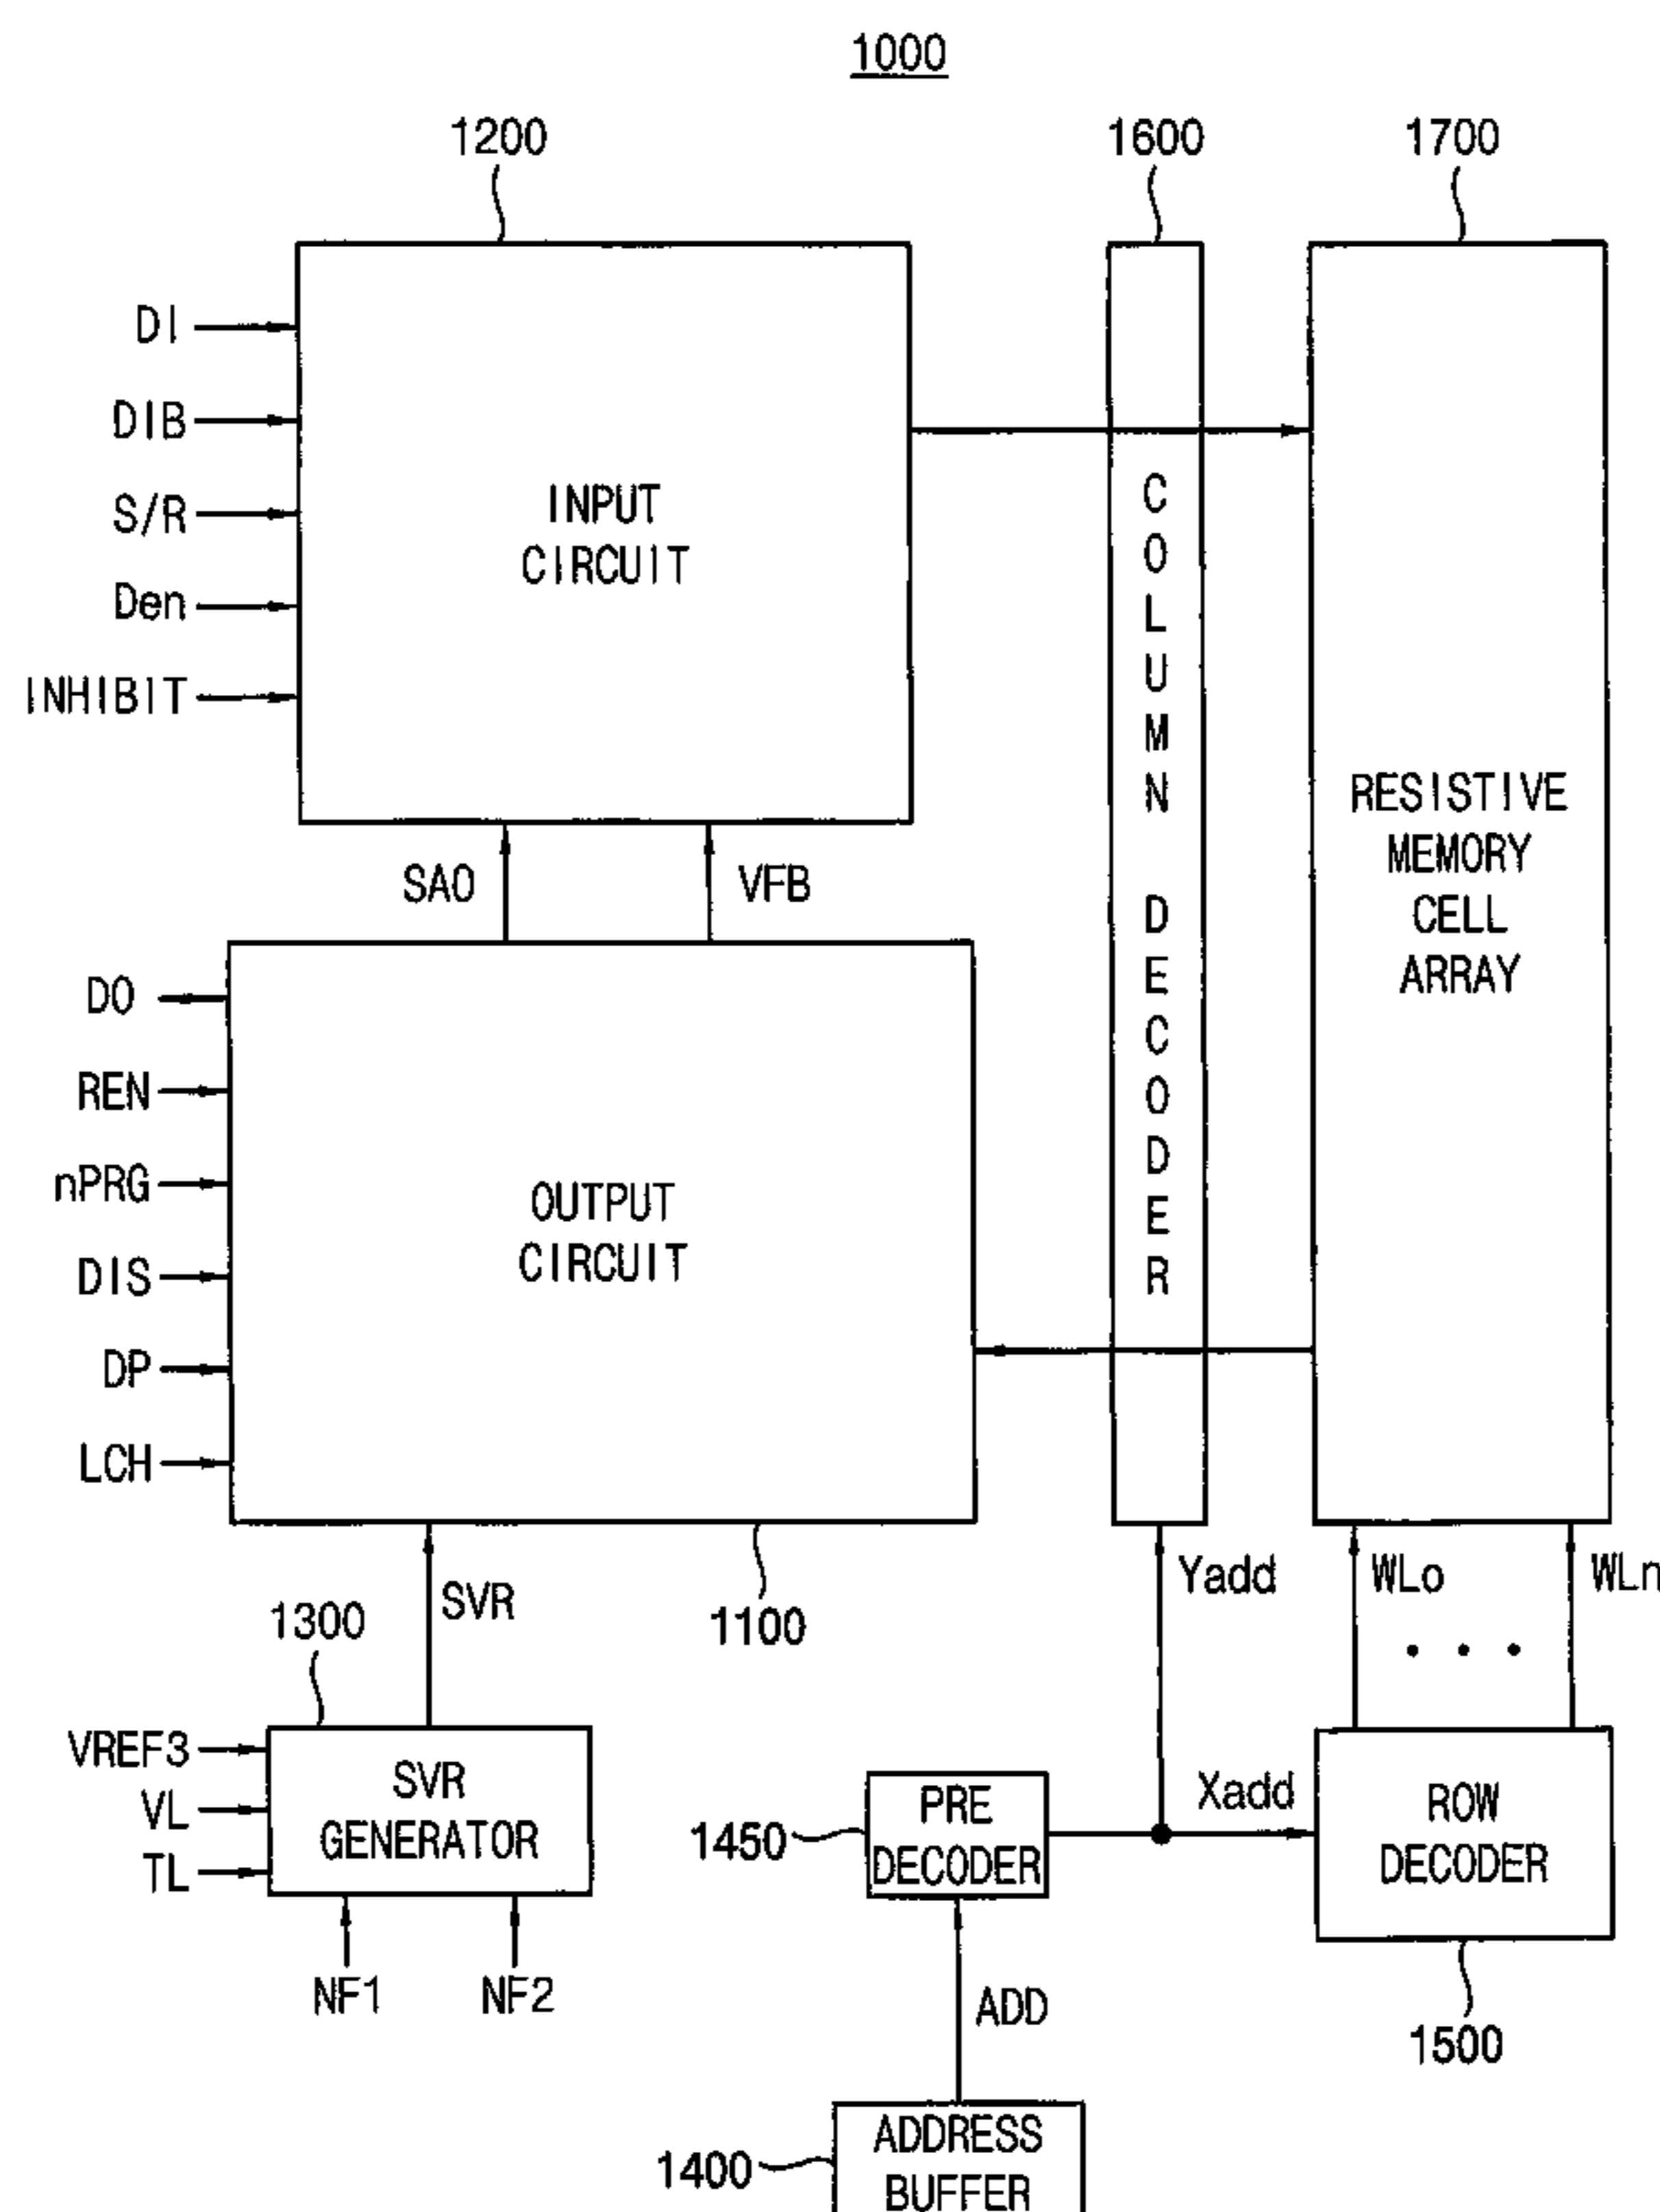 1000
1200
1600
1700
DI
DIB
S/R
Den
INHIBIT
INPUT
CIRCUIT
COLUMN DECODER
RESISTIVE
MEMORY
CELL
ARRAY
SAO
VFB
DO
REN
nPRG
DIS
DP
LCH
OUTPUT
CIRCUIT
1300
SVR
1100
Yadd
WLo
WLn
VREF3
VL
TL
SVR
GENERATOR
NF1
NF2
1450
PRE
DECODER
Xadd
ROW
DECODER
1500
ADD
1400
ADDRESS
BUFFER